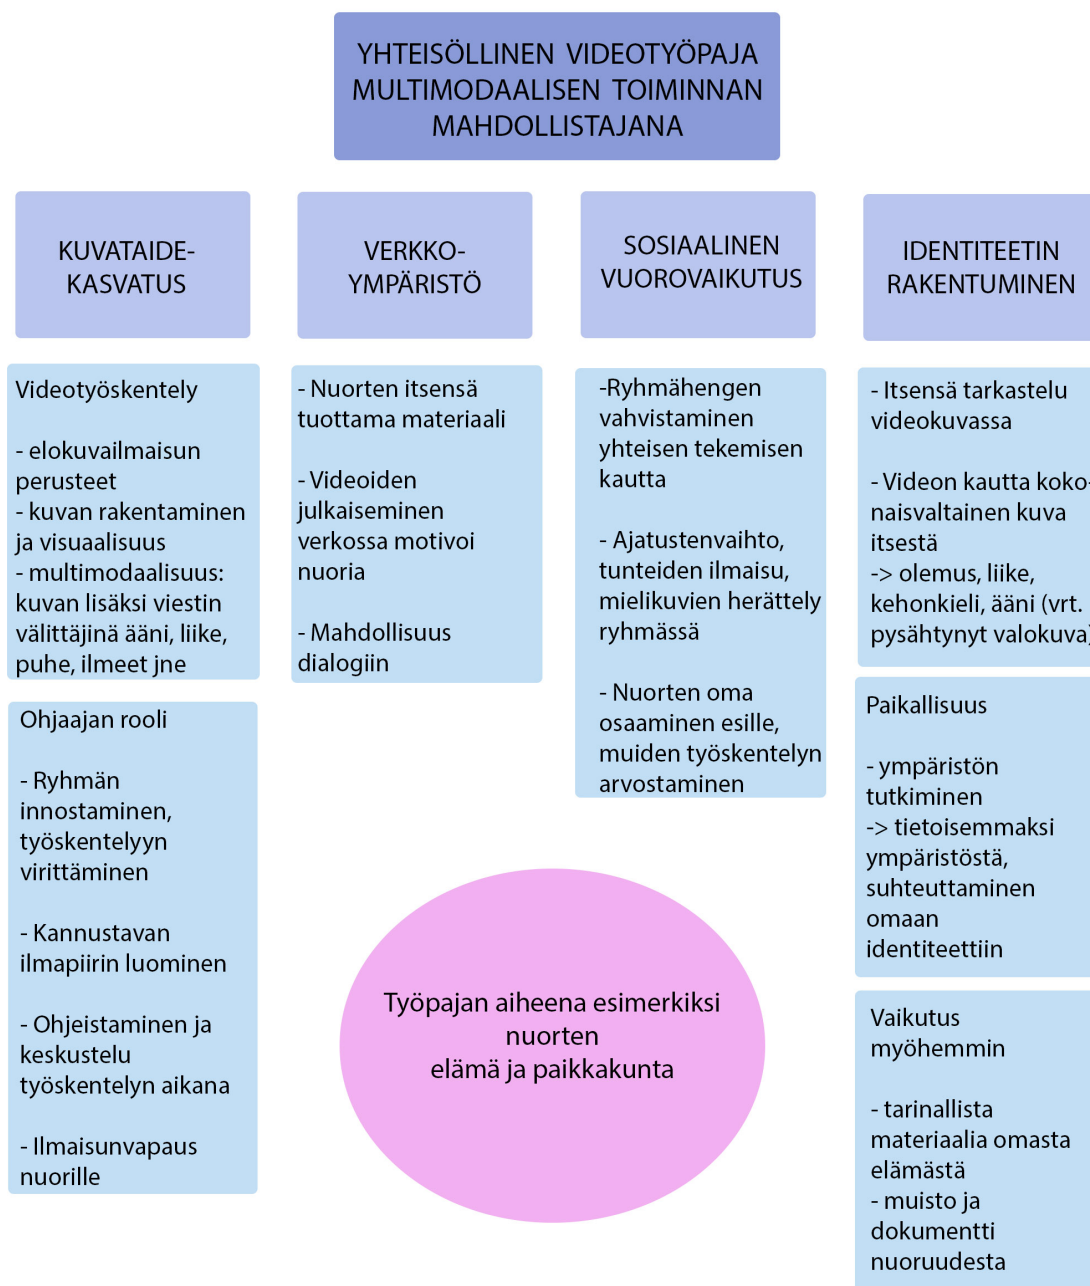 YHTEISÖLLINEN VIDEOTYÖPAJA
MULTIMODAALISEN TOIMINNAN
MAHDOLLISTAJANA
KUVATAIDE-
KASVATUS
VERKKO-
YMPÄRISTÖ
SOSIAALINEN
VUOROVAIKUTUS
IDENTITEETIN
RAKENTUMINEN
Videotyöskentely
- elokuvailmaisun
perusteet
- kuvan rakentaminen
ja visuaalisuus
- multimodaalisuus:
kuvan lisäksi viestin
välittäjinä ääni, liike,
puhe, ilmeet jne
Ohjaajan rooli
- Ryhmän
innostaminen,
työskentelyyn
virittäminen
- Kannustavan
ilmapiirin luominen
- Ohjeistaminen ja
keskustelu
työskentelyn aikana
- Ilmaisunvapaus
nuorille
- Nuorten itsensä
tuottama materiaali
- Videoiden
julkaiseminen
verkossa motivoi
nuoria
- Mahdollisuus
dialogiin
-Ryhmähengen
vahvistaminen
yhteisen tekemisen
kautta
- Ajatustenvaihto,
tunteiden ilmaisu,
mielikuvien herättely
ryhmässä
- Nuorten oma
osaaminen esille,
muiden työskentelyn
arvostaminen
- Itsensä tarkastelu
videokuvassa
- Videon kautta koko-
naisvaltainen kuva
itsestä
-> olemus, liike,
kehonkieli, ääni (vrt.
pysähtynyt valokuva)
Paikallisuus
- ympäristön
tutkiminen
-> tietoisemmaksi
ympäristöstä,
suhteuttaminen
omaan
identiteettiin
Vaikutus
myöhemmin
- tarinallista
materiaalia omasta
elämästä
- muisto ja
dokumentti
nuoruudesta
Työpajan aiheena esimerkiksi
nuorten
elämä ja paikkakunta